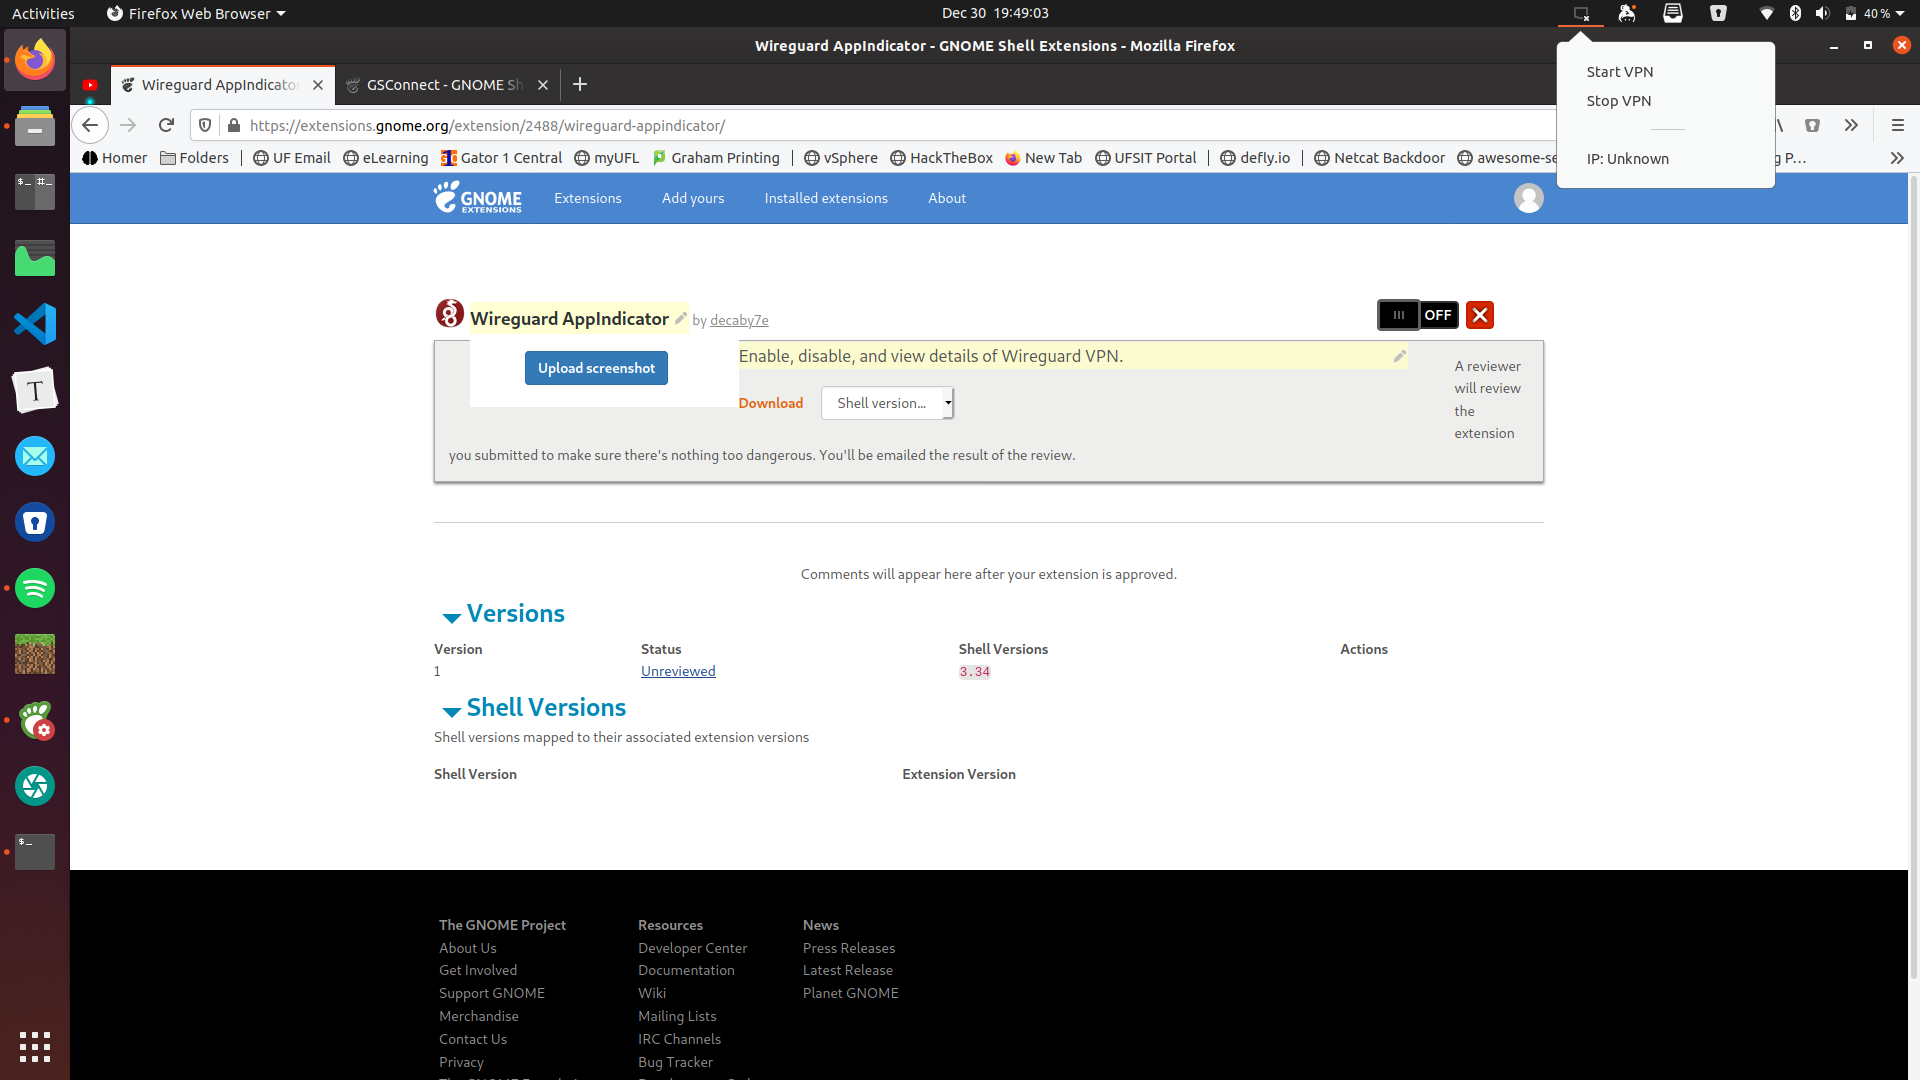 Activities
Firefox Web Browser
Dec 30 19:49:03
40 %
Wireguard AppIndicator - GNOME Shell Extensions - Mozilla Firefox
Start VPN
Stop VPN
IP: Unknown
Wireguard AppIndicato
GSConnect - GNOME Sh
https://extensions.gnome.org/extension/2488/wireguard-appindicator/
Homer
Folders
UF Email
eLearning
Gator 1 Central
myUFL
Graham Printing
vSphere
HackTheBox
New Tab
UFSIT Portal
defly.io
Netcat Backdoor
awesome-se
g P…
GNOME
EXTENSIONS
Extensions
Add yours
Installed extensions
About
Wireguard AppIndicator
by decaby7e
OFF
Upload screenshot
Enable, disable, and view details of Wireguard VPN.
Download
Shell version...
A reviewer
will review
the
extension
you submitted to make sure there's nothing too dangerous. You'll be emailed the result of the review.
Comments will appear here after your extension is approved.
Versions
Version Status Shell Versions Actions
1 Unreviewed 3.34
Shell Versions
Shell versions mapped to their associated extension versions
Shell Version Extension Version
The GNOME Project
About Us
Get Involved
Support GNOME
Merchandise
Contact Us
Privacy
Resources
Developer Center
Documentation
Wiki
Mailing Lists
IRC Channels
Bug Tracker
News
Press Releases
Latest Release
Planet GNOME